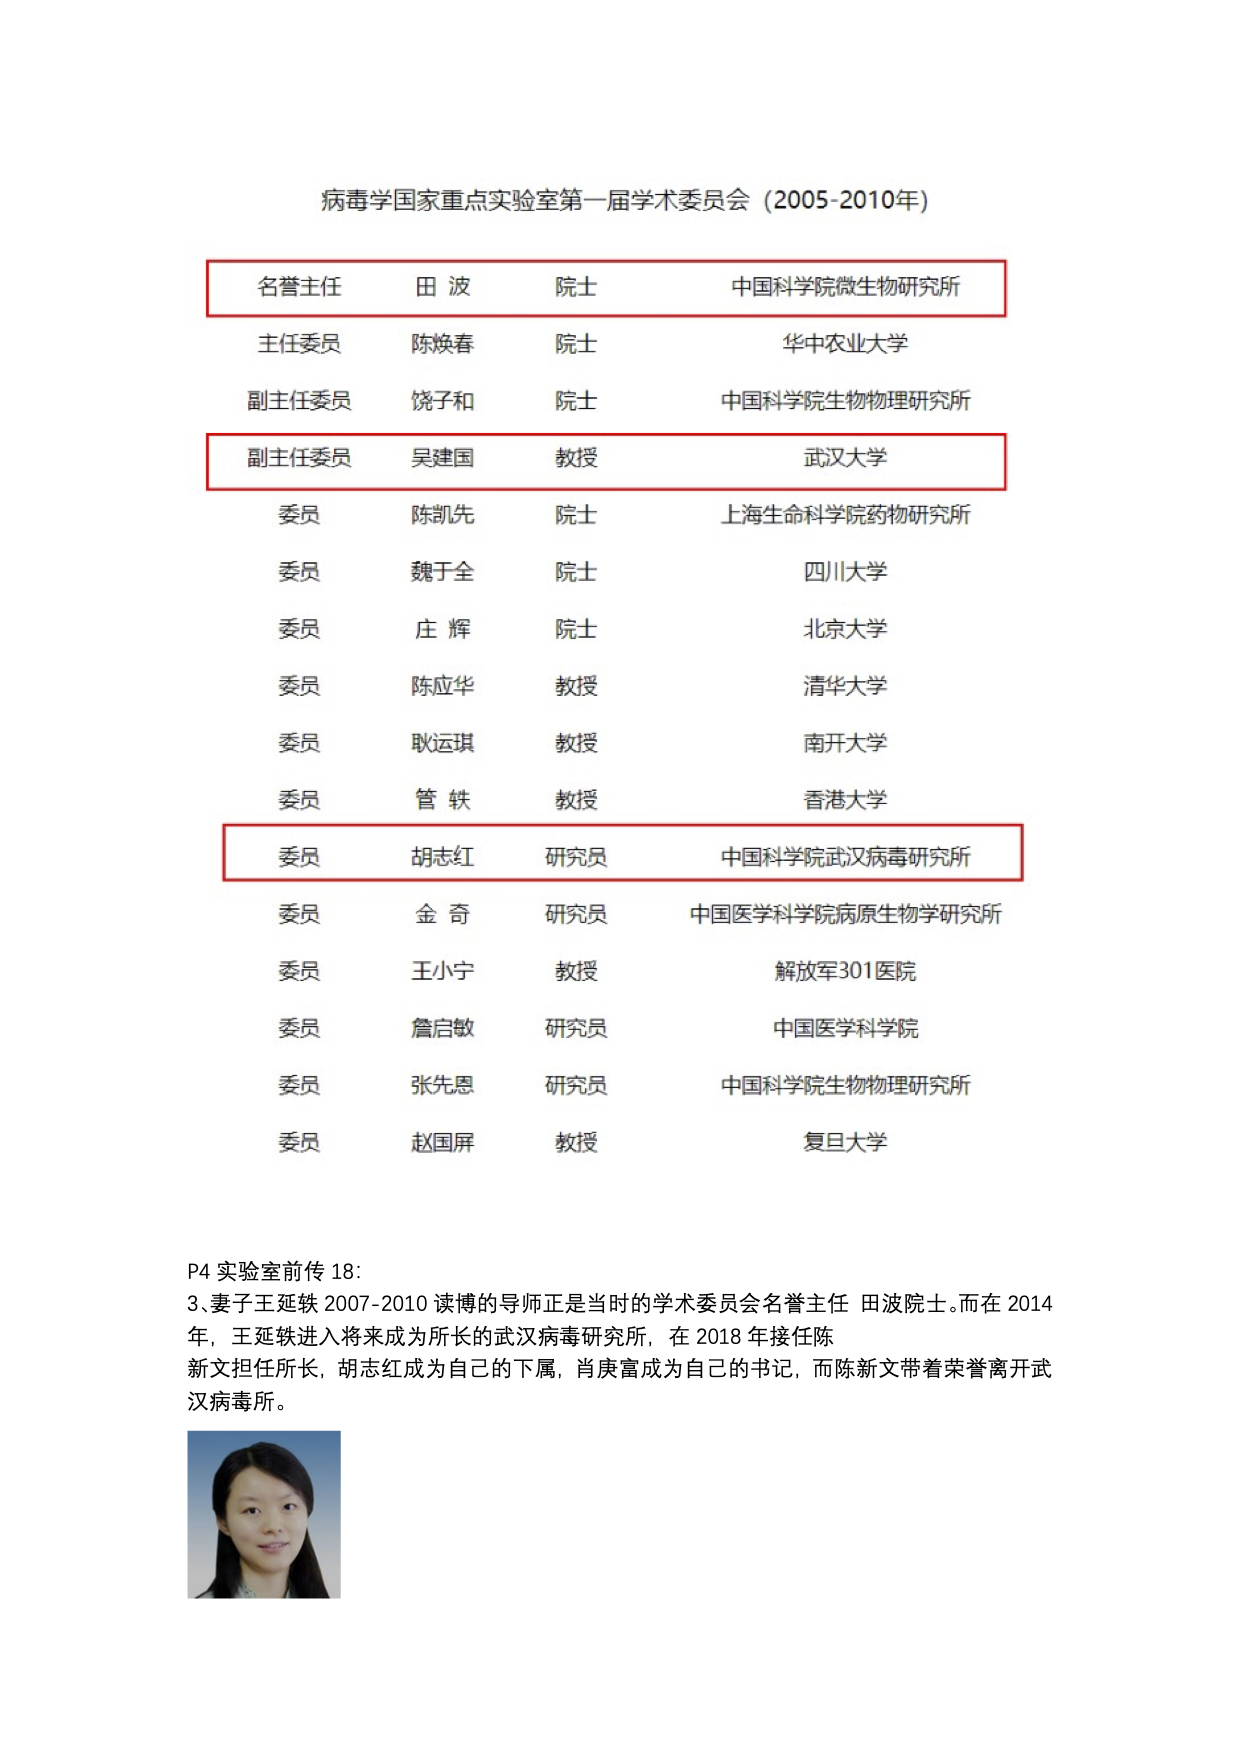 病毒学国家重点实验室第一届学术委员会（2005-2010年）
名誉主任 田 波 院士 中国科学院微生物研究所
主任委员 陈焕春 院士 华中农业大学
副主任委员 饶子和 院士 中国科学院生物物理研究所
副主任委员 吴建国 教授 武汉大学
委员 陈凯先 院士 上海生命科学院药物研究所
委员 魏于全 院士 四川大学
委员 庄 辉 院士 北京大学
委员 陈应华 教授 清华大学
委员 耿运琪 教授 南开大学
委员 管 轶 教授 香港大学
委员 胡志红 研究员 中国科学院武汉病毒研究所
委员 金 奇 研究员 中国医学科学院病原生物学研究所
委员 王小宁 教授 解放军301医院
委员 詹启敏 研究员 中国医学科学院
委员 张先恩 研究员 中国科学院生物物理研究所
委员 赵国屏 教授 复旦大学
P4 实验室前传 18：
3、妻子王延轶 2007-2010 读博的导师正是当时的学术委员会名誉主任 田波院士。而在 2014
年，王延轶进入将来成为所长的武汉病毒研究所，在 2018 年接任陈
新文担任所长，胡志红成为自己的下属，肖庚富成为自己的书记，而陈新文带着荣誉离开武
汉病毒所。